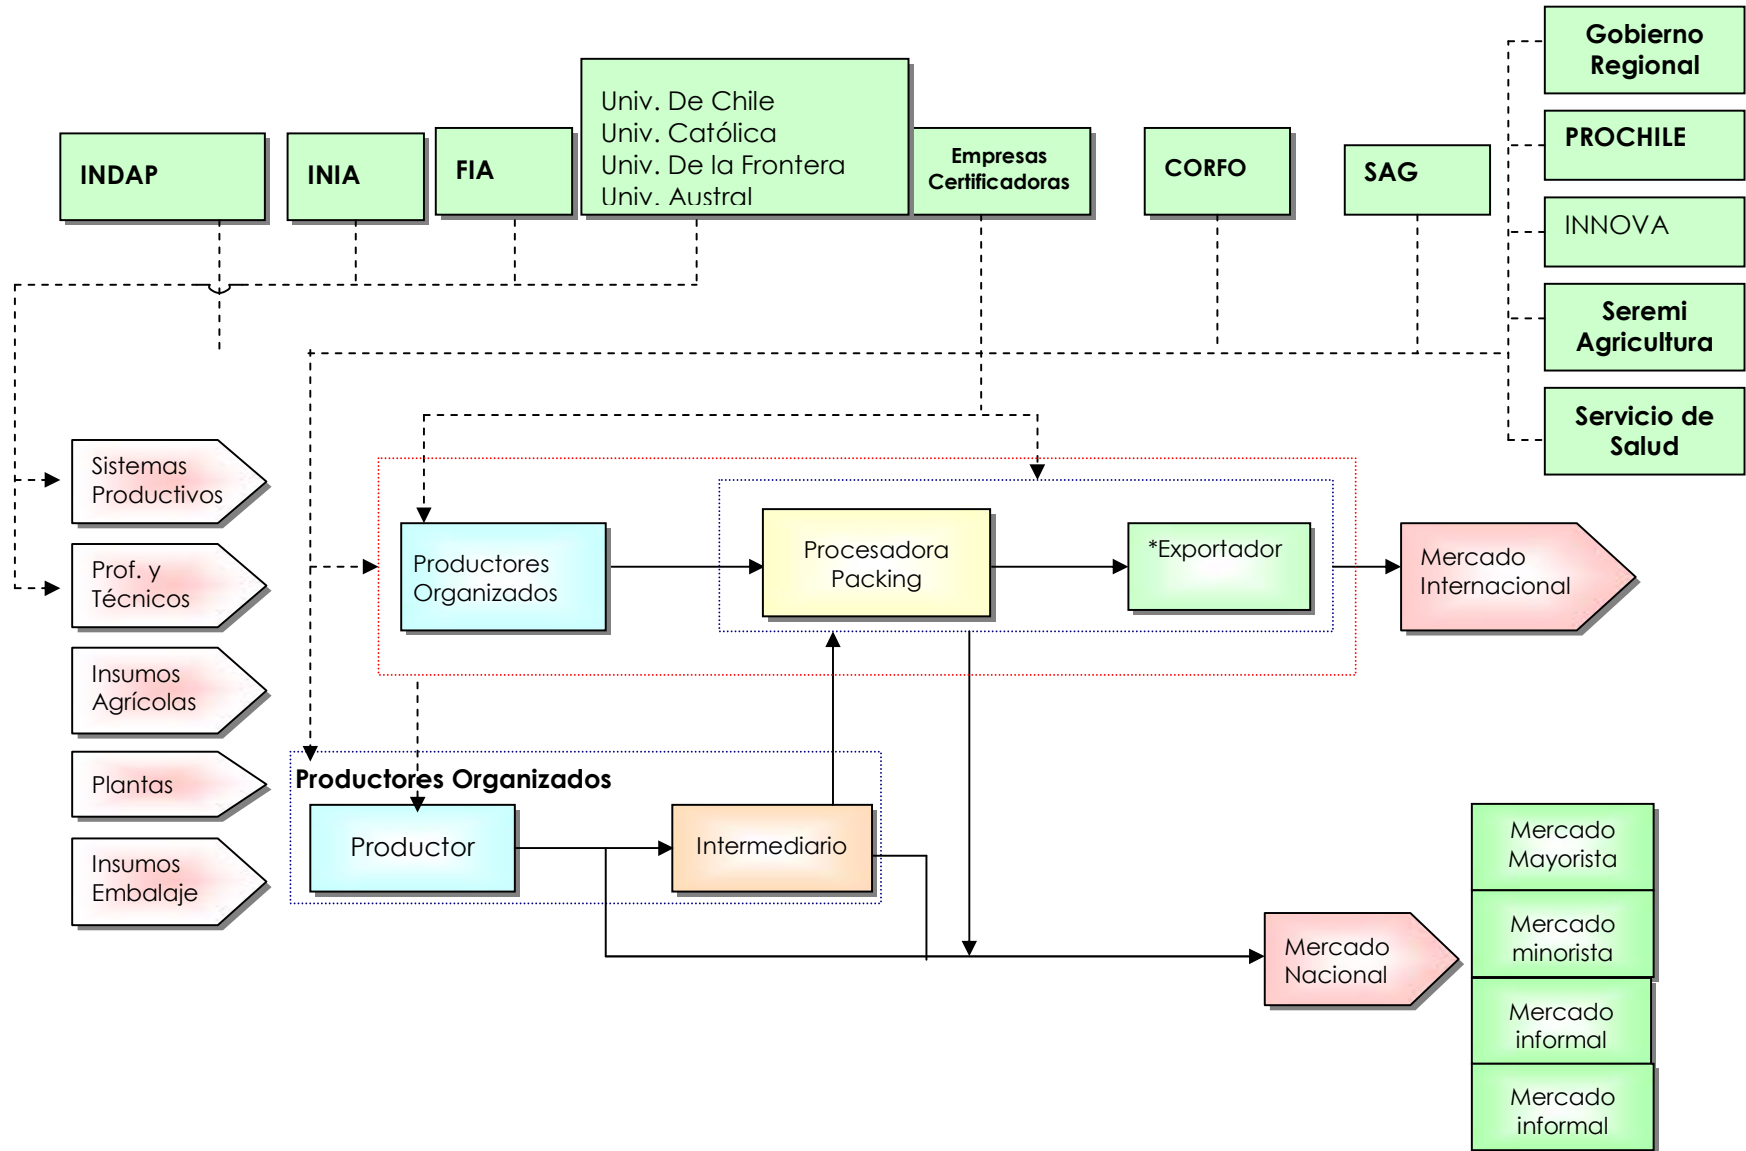 Gobierno
Regional
Univ. De Chile
Univ. Católica
Univ. De la Frontera
Univ. Austral
INDAP
INIA
FIA
Empresas
Certificadoras
CORFO
SAG
PROCHILE
INNOVA
Seremi
Agricultura
Servicio de
Salud
Sistemas
Productivos
Prof. y
Técnicos
Insumos
Agrícolas
Plantas
Insumos
Embalaje
Productores
Organizados
Procesadora
Packing
*Exportador
Mercado
Internacional
Productores Organizados
Productor
Intermediario
Mercado
Nacional
Mercado
Mayorista
Mercado
minorista
Mercado
informal
Mercado
informal